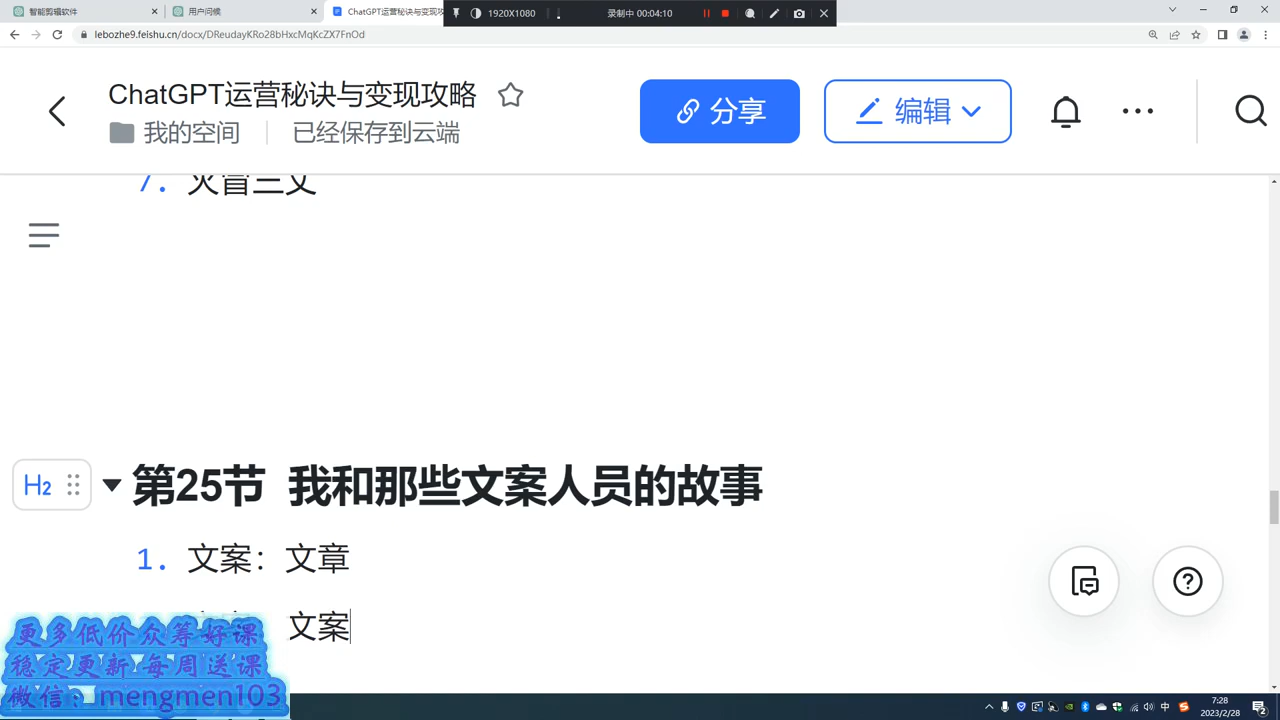 智能剪辑软件
用户问候
ChatGPT运营秘诀与变现攻
1920X1080
录制中 00:04:10
lebozhe9.feishu.cn/docx/DReudayKRo28bHxcMqKcZX7FnOd
ChatGPT运营秘诀与变现攻略
我的空间
已经保存到云端
分享
编辑
7.
H2
第25节 我和那些文案人员的故事
1. 文案：文章
文案
更多低价众筹好课
稳定更新 每周送课
微信：mengmen103
中
7:28
2023/2/28
2